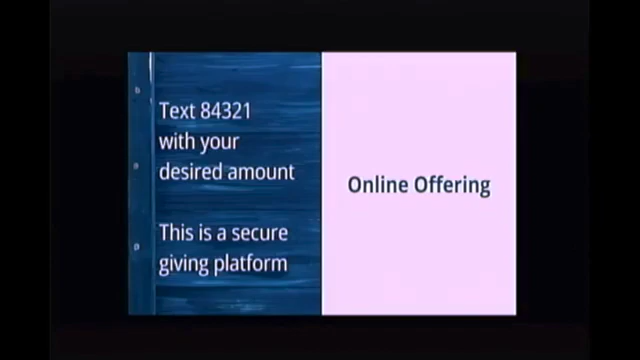 Text 84321
with your
desired amount
This is a secure
giving platform
Online Offering